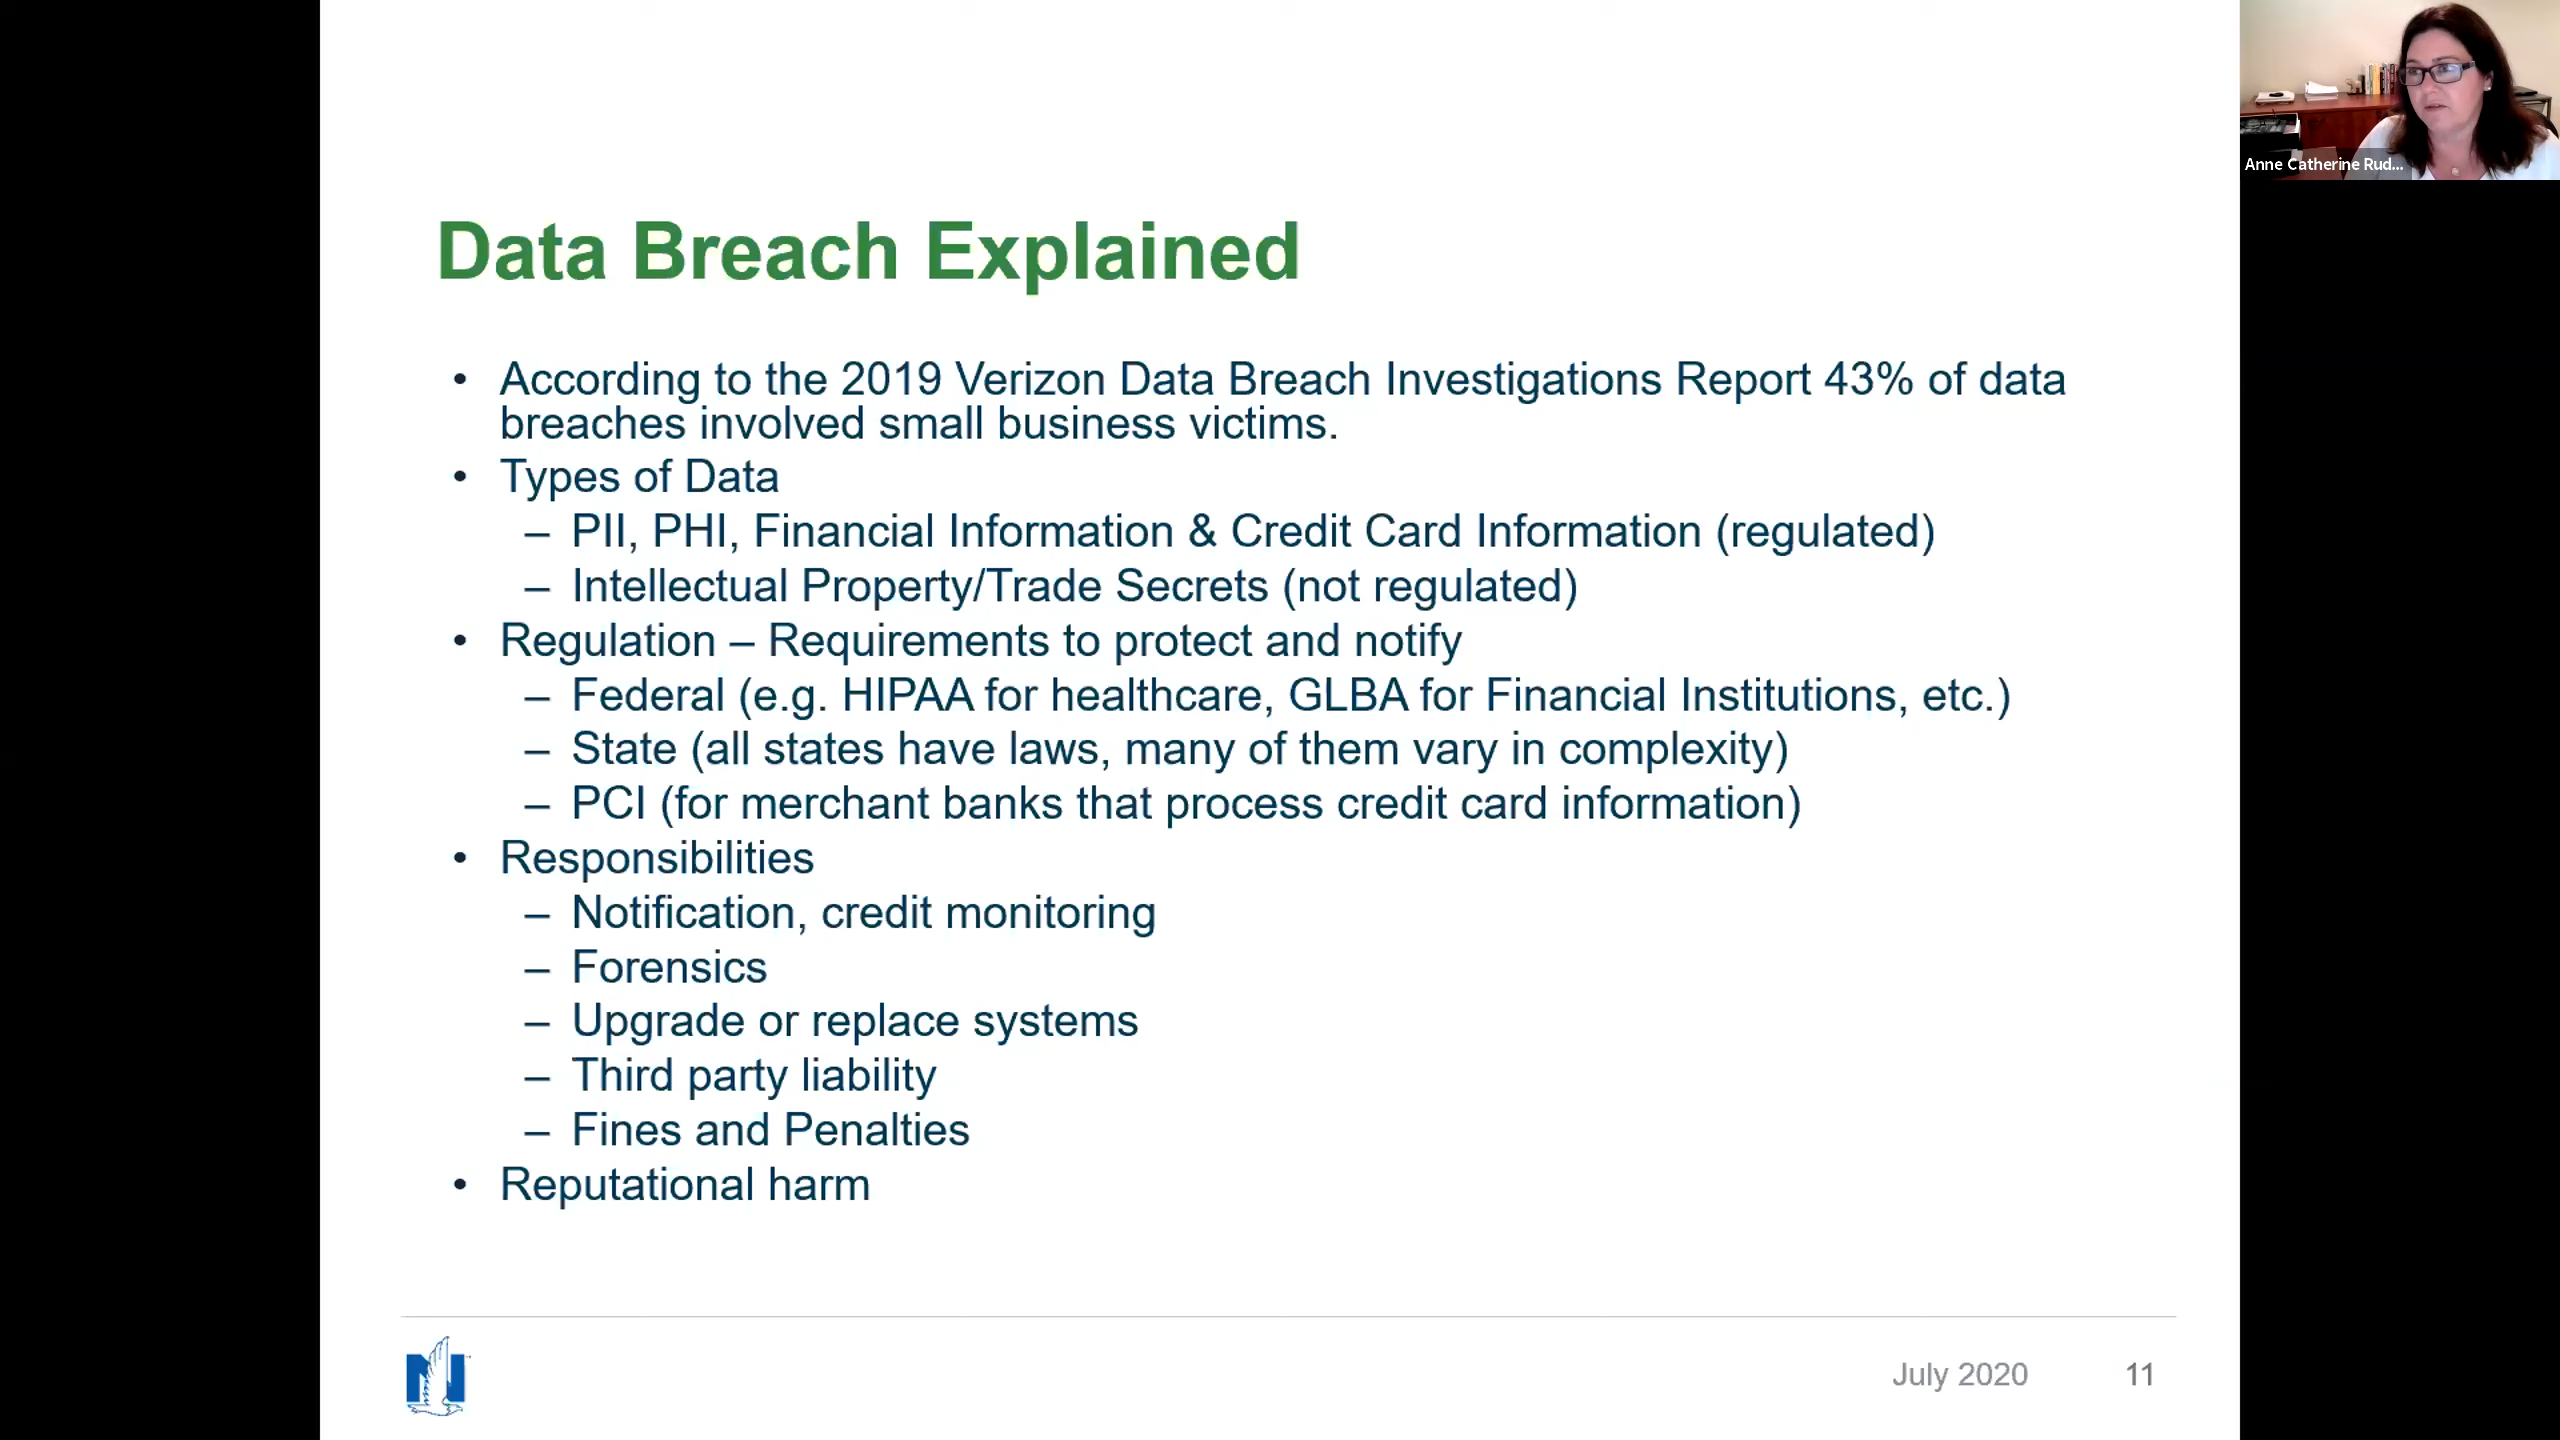 Anne Catherine Rud...
Data Breach Explained
• According to the 2019 Verizon Data Breach Investigations Report 43% of data
breaches involved small business victims.
• Types of Data
– PII, PHI, Financial Information & Credit Card Information (regulated)
– Intellectual Property/Trade Secrets (not regulated)
• Regulation – Requirements to protect and notify
– Federal (e.g. HIPAA for healthcare, GLBA for Financial Institutions, etc.)
– State (all states have laws, many of them vary in complexity)
– PCI (for merchant banks that process credit card information)
• Responsibilities
– Notification, credit monitoring
– Forensics
– Upgrade or replace systems
– Third party liability
– Fines and Penalties
• Reputational harm
N
July 2020 11